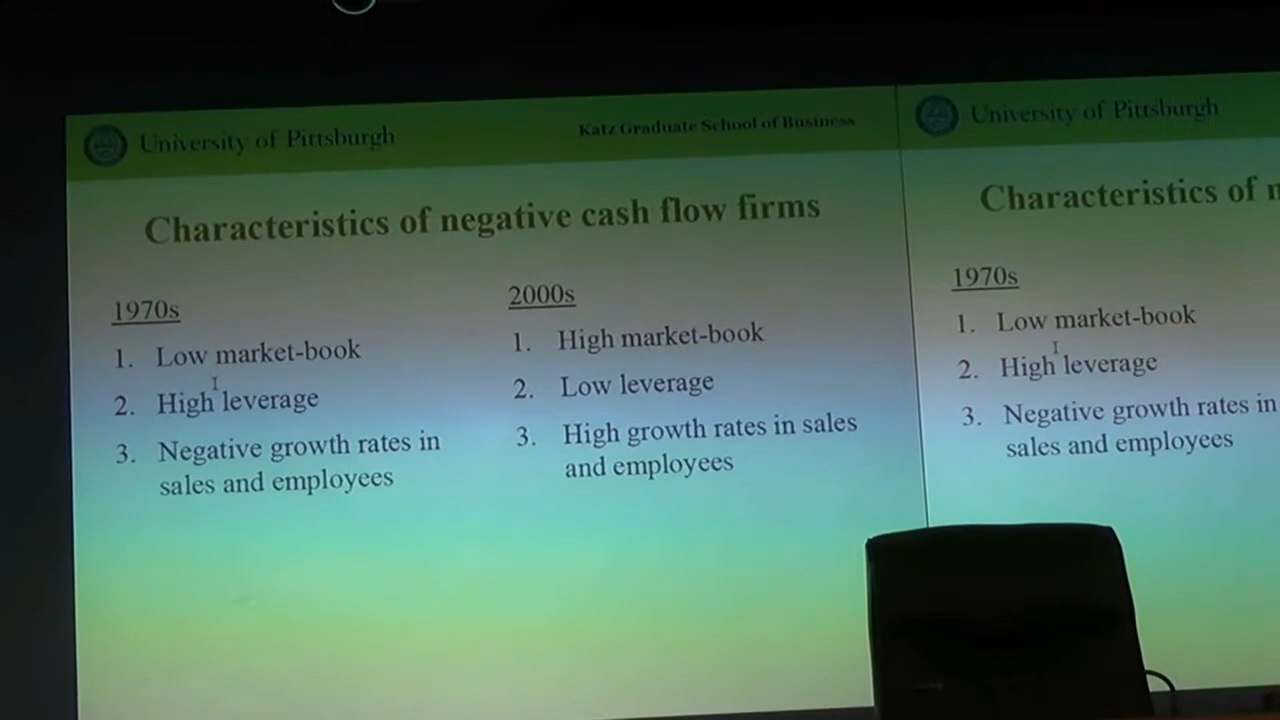 University of Pittsburgh
Katz Graduate School of Business
Characteristics of negative cash flow firms
1970s
1. Low market-book
2. High leverage
3. Negative growth rates in
sales and employees
2000s
1. High market-book
2. Low leverage
3. High growth rates in sales
and employees
University of Pittsburgh
Characteristics of
1970s
1. Low market-book
2. High leverage
3. Negative growth rates in
sales and employees